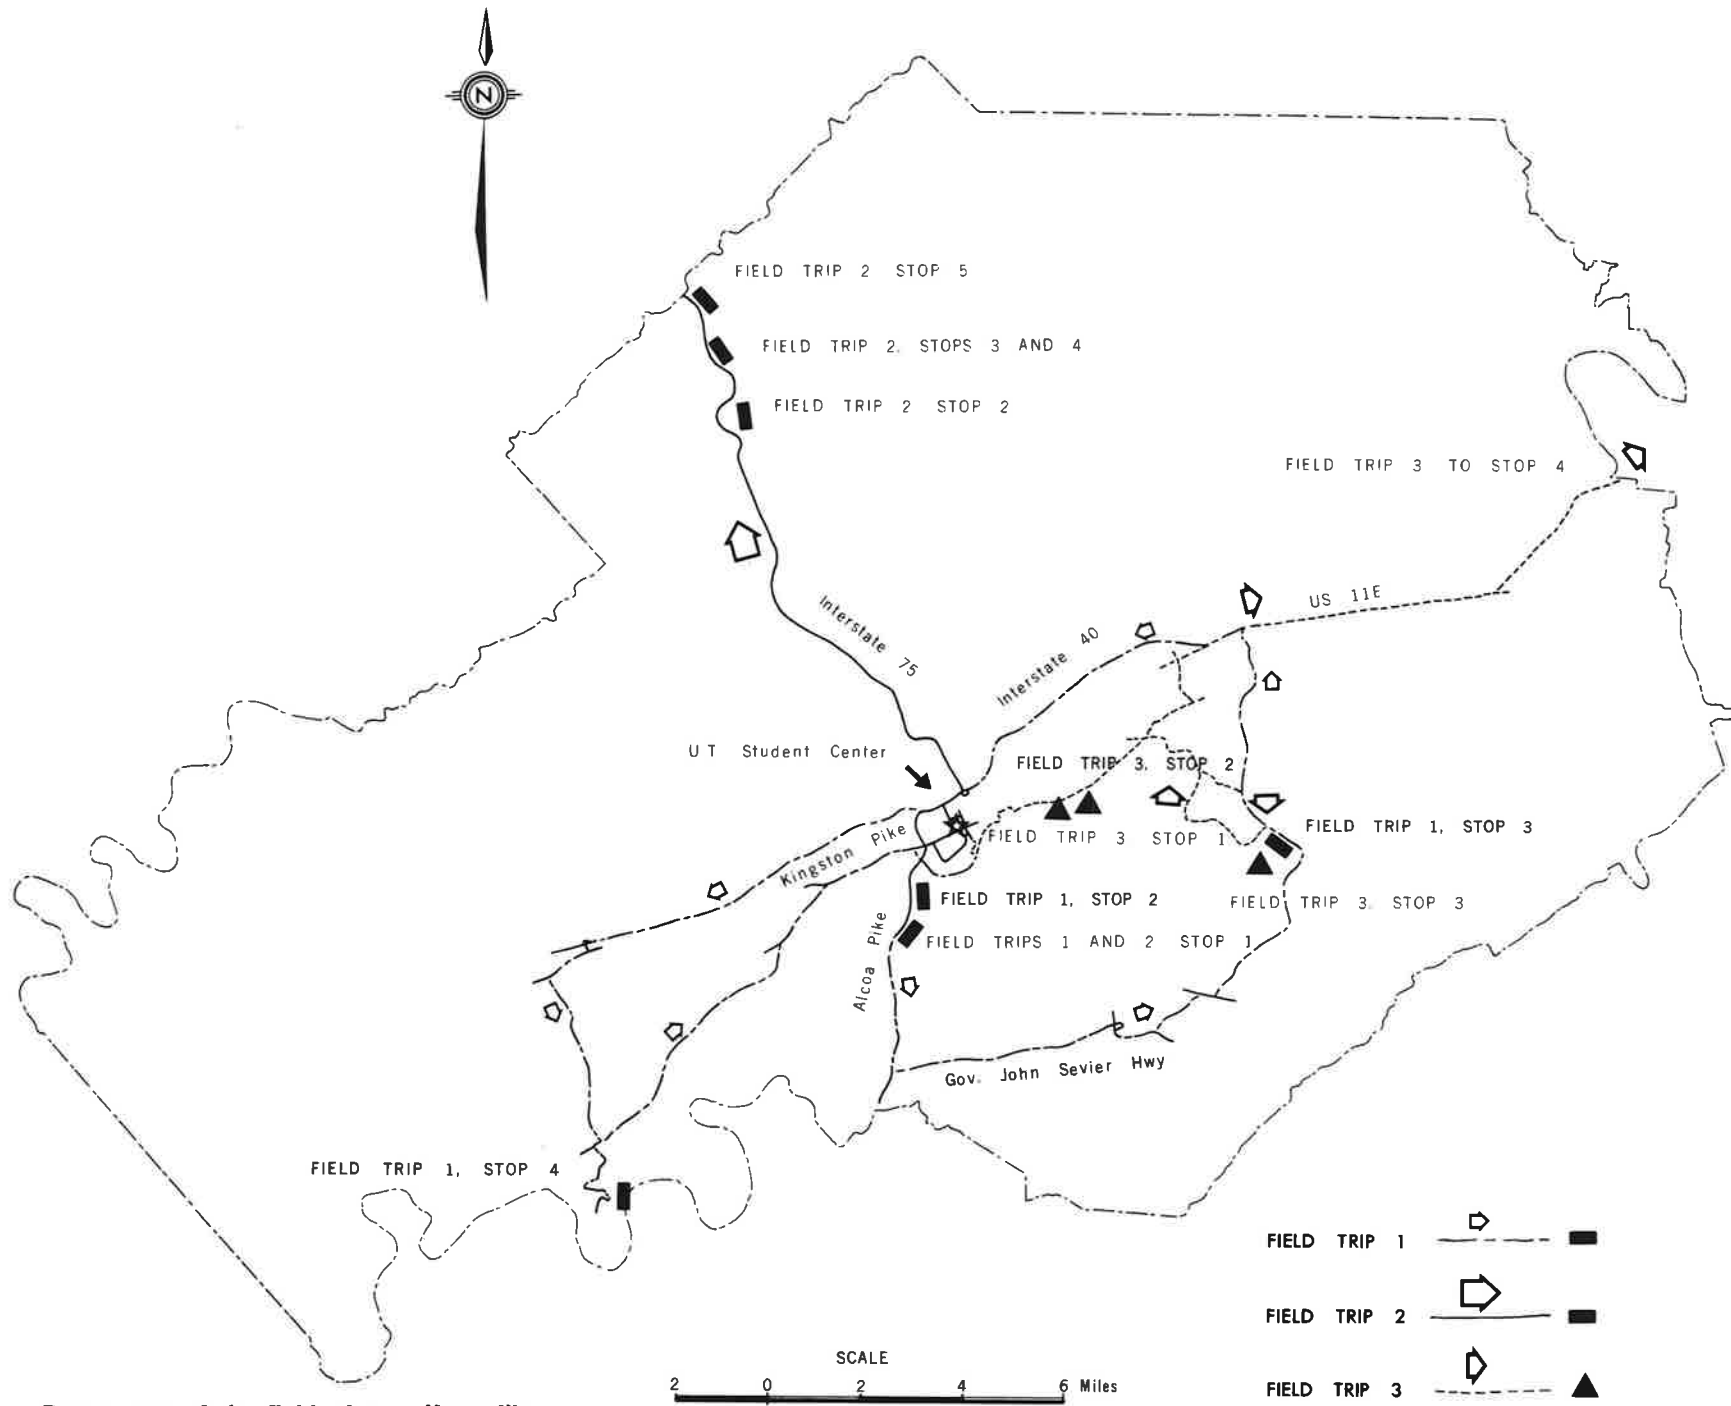 N
FIELD TRIP 2 STOP 5
FIELD TRIP 2. STOPS 3 AND 4
FIELD TRIP 2 STOP 2
FIELD TRIP 3 TO STOP 4
US 11E
Interstate 75
Interstate 40
UT Student Center
FIELD TRIP 3, STOP 2
Kingston Pike
FIELD TRIP 3 STOP 1
FIELD TRIP 1, STOP 3
FIELD TRIP 1, STOP 2
FIELD TRIP 3. STOP 3
FIELD TRIPS 1 AND 2 STOP 1
Alcoa Pike
Gov. John Sevier Hwy
FIELD TRIP 1, STOP 4
FIELD TRIP 1
FIELD TRIP 2
FIELD TRIP 3
SCALE
2 0 2 4 6 Miles